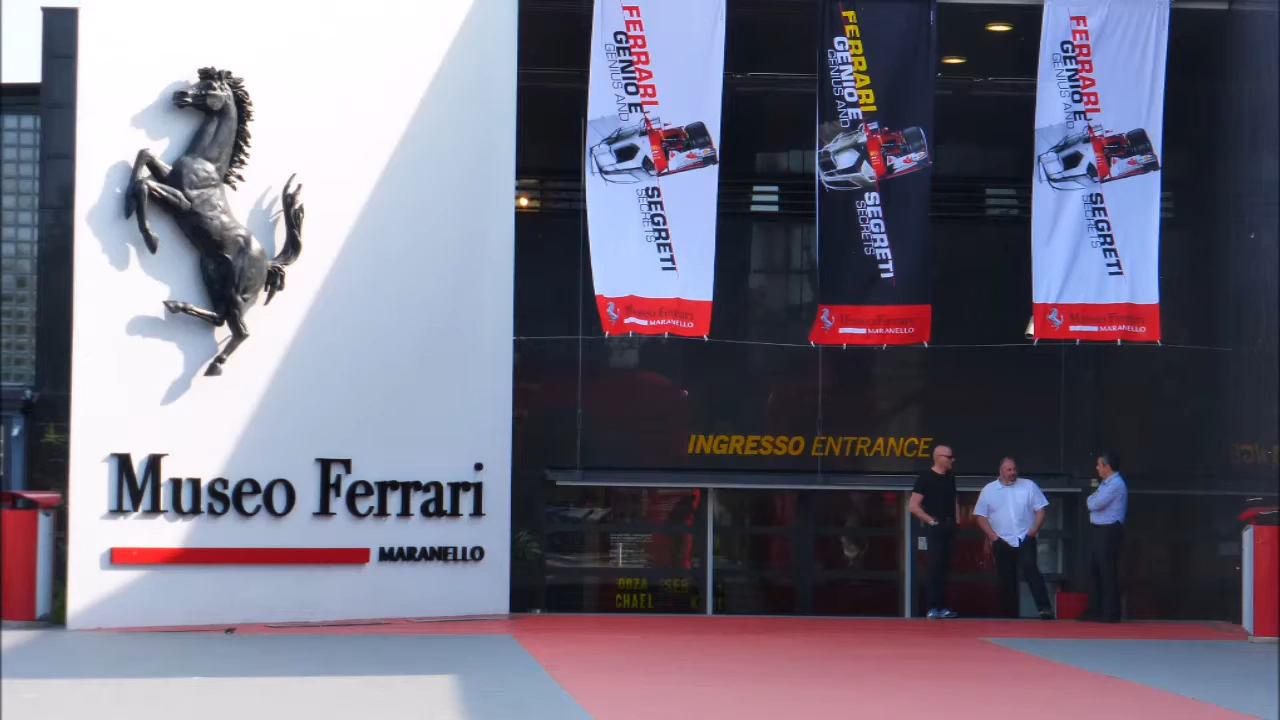 Museo Ferrari
MARANELLO
FERRARI
GENIO E
GENIUS AND
SEGRETI
SECRETS
Museo Ferrari
MARANELLO
FERRARI
GENIO E
GENIUS AND
SEGRETI
SECRETS
Museo Ferrari
MARANELLO
FERRARI
GENIO E
GENIUS AND
SEGRETI
SECRETS
Museo Ferrari
MARANELLO
INGRESSO ENTRANCE
CHAEL